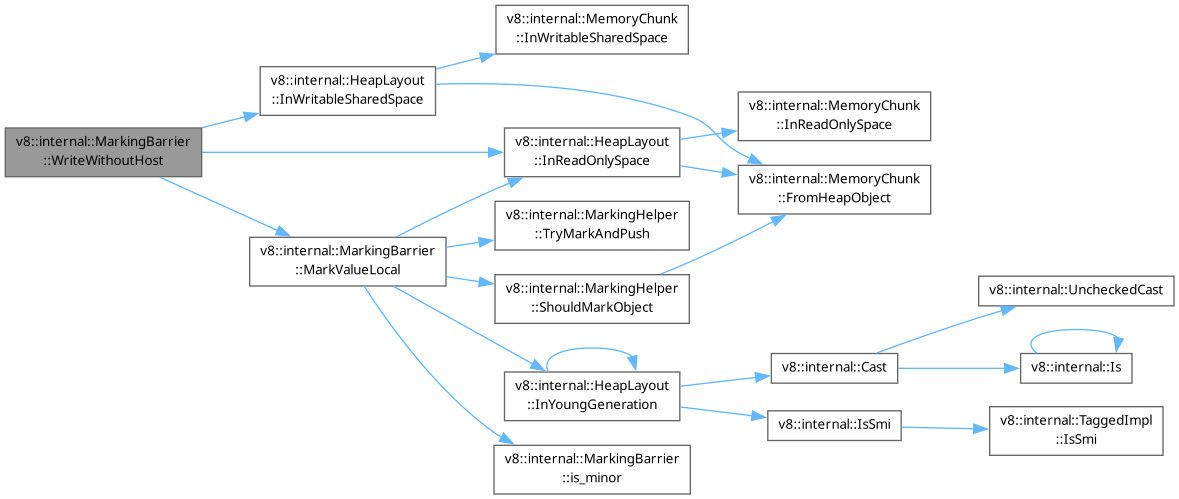 v8::internal::MemoryChunk
::InWritableSharedSpace
v8::internal::HeapLayout
::InWritableSharedSpace
v8::internal::MemoryChunk
::InReadOnlySpace
v8::internal::MarkingBarrier
::WriteWithoutHost
v8::internal::HeapLayout
::InReadOnlySpace
v8::internal::MemoryChunk
::FromHeapObject
v8::internal::MarkingHelper
::TryMarkAndPush
v8::internal::MarkingBarrier
::MarkValueLocal
v8::internal::MarkingHelper
::ShouldMarkObject
v8::internal::UncheckedCast
v8::internal::Cast
v8::internal::Is
v8::internal::HeapLayout
::InYoungGeneration
v8::internal::IsSmi
v8::internal::TaggedImpl
::IsSmi
v8::internal::MarkingBarrier
::is_minor